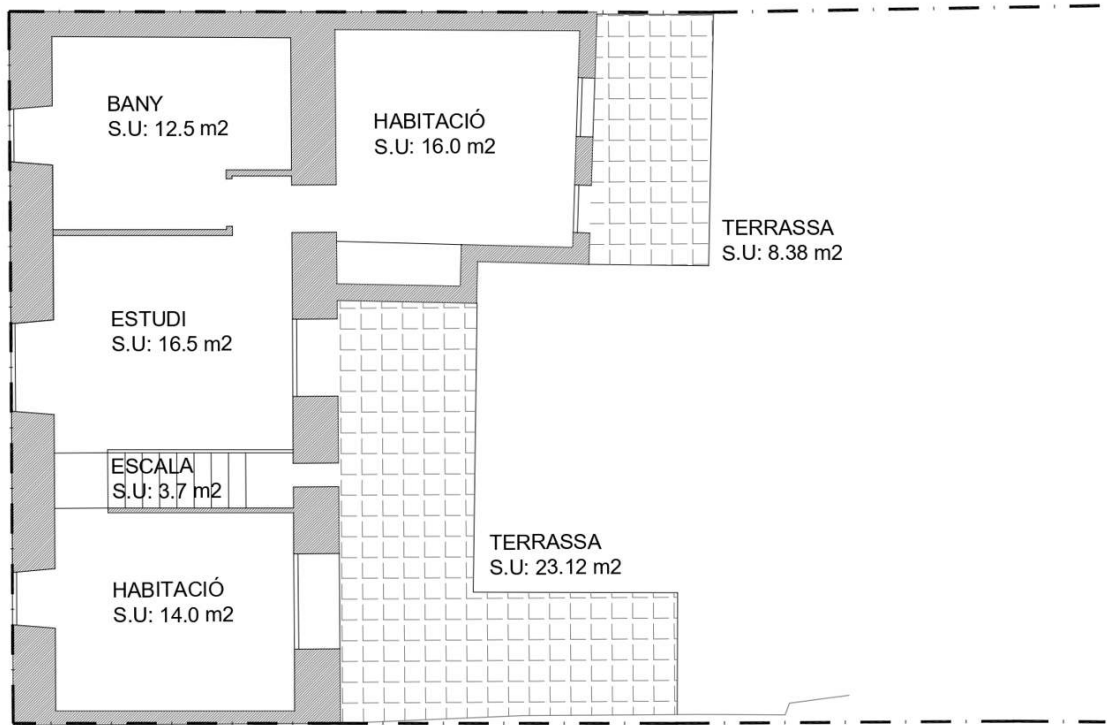 BANY
S.U: 12.5 m2
HABITACIÓ
S.U: 16.0 m2
TERRASSA
S.U: 8.38 m2
ESTUDI
S.U: 16.5 m2
ESCALA
S.U: 3.7 m2
TERRASSA
S.U: 23.12 m2
HABITACIÓ
S.U: 14.0 m2